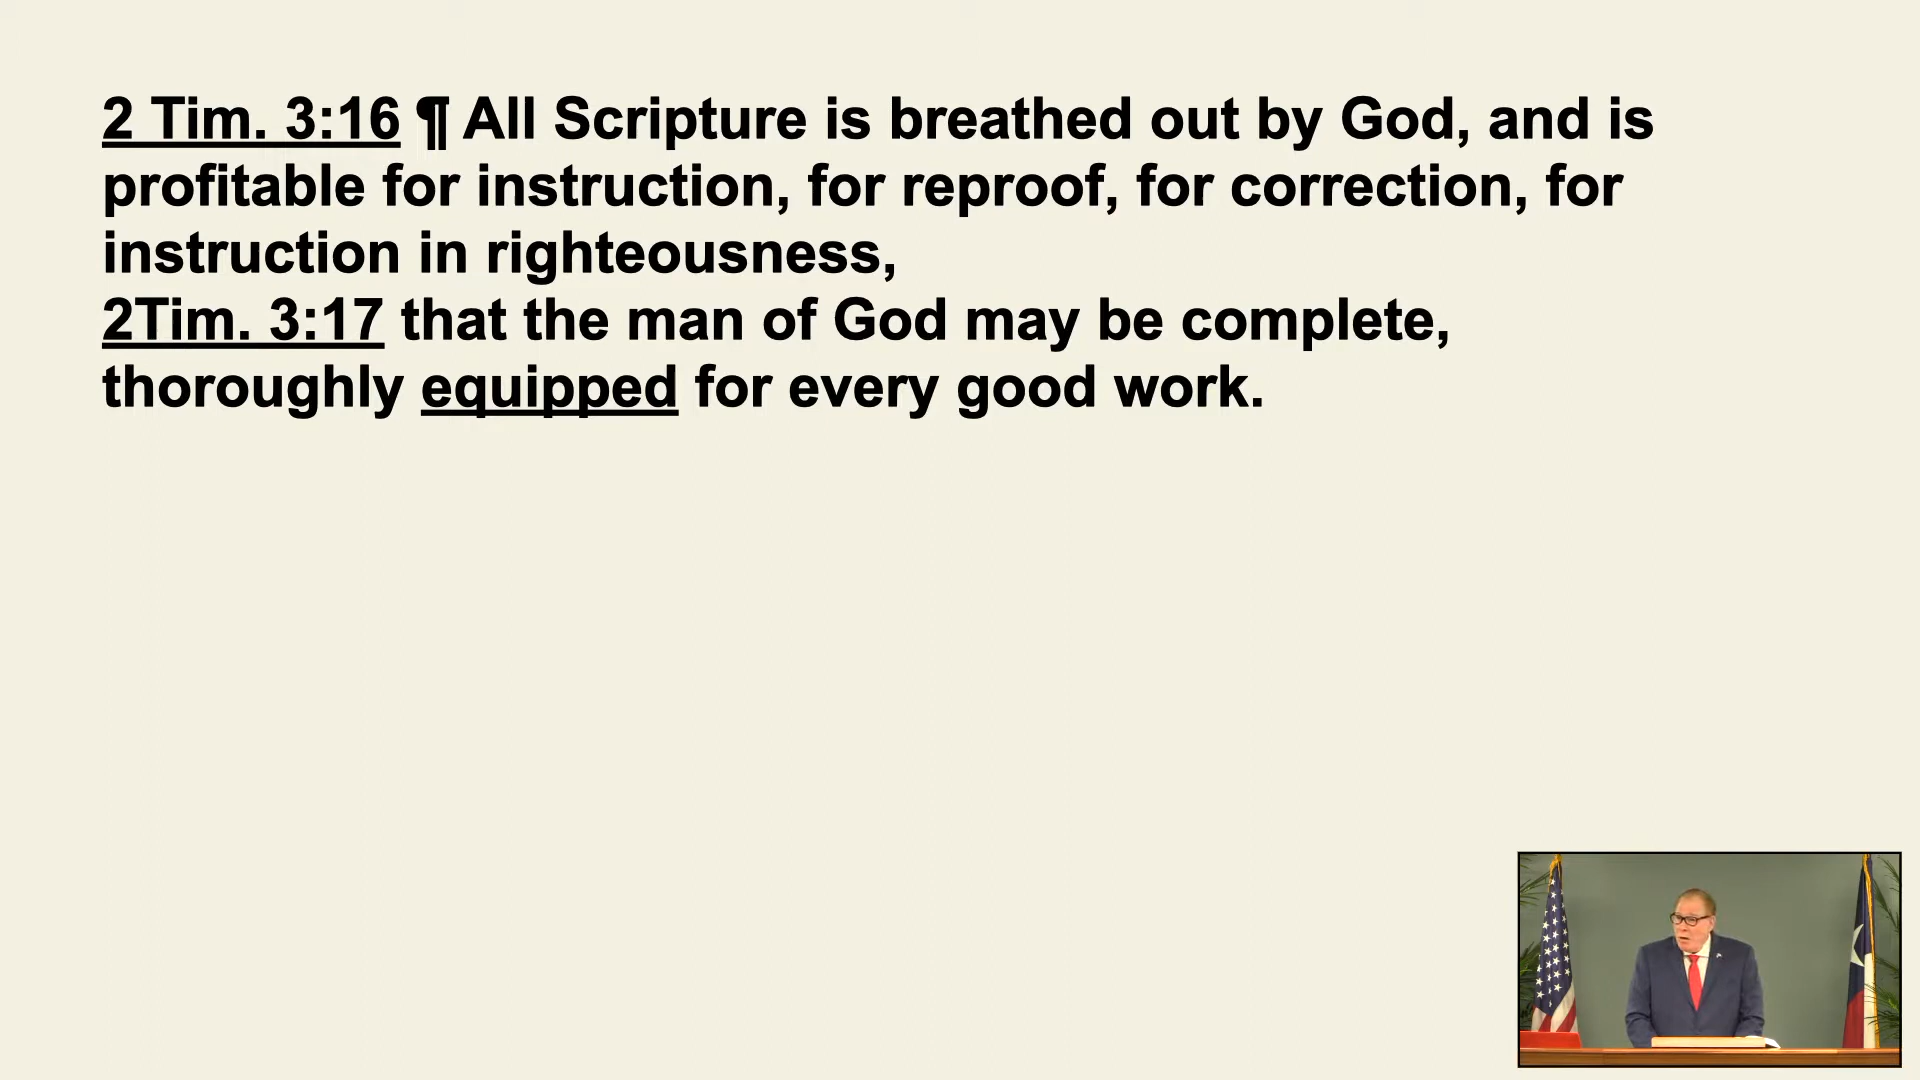 2 Tim. 3:16 ¶ All Scripture is breathed out by God, and is
profitable for instruction, for reproof, for correction, for
instruction in righteousness,
2Tim. 3:17 that the man of God may be complete,
thoroughly equipped for every good work.